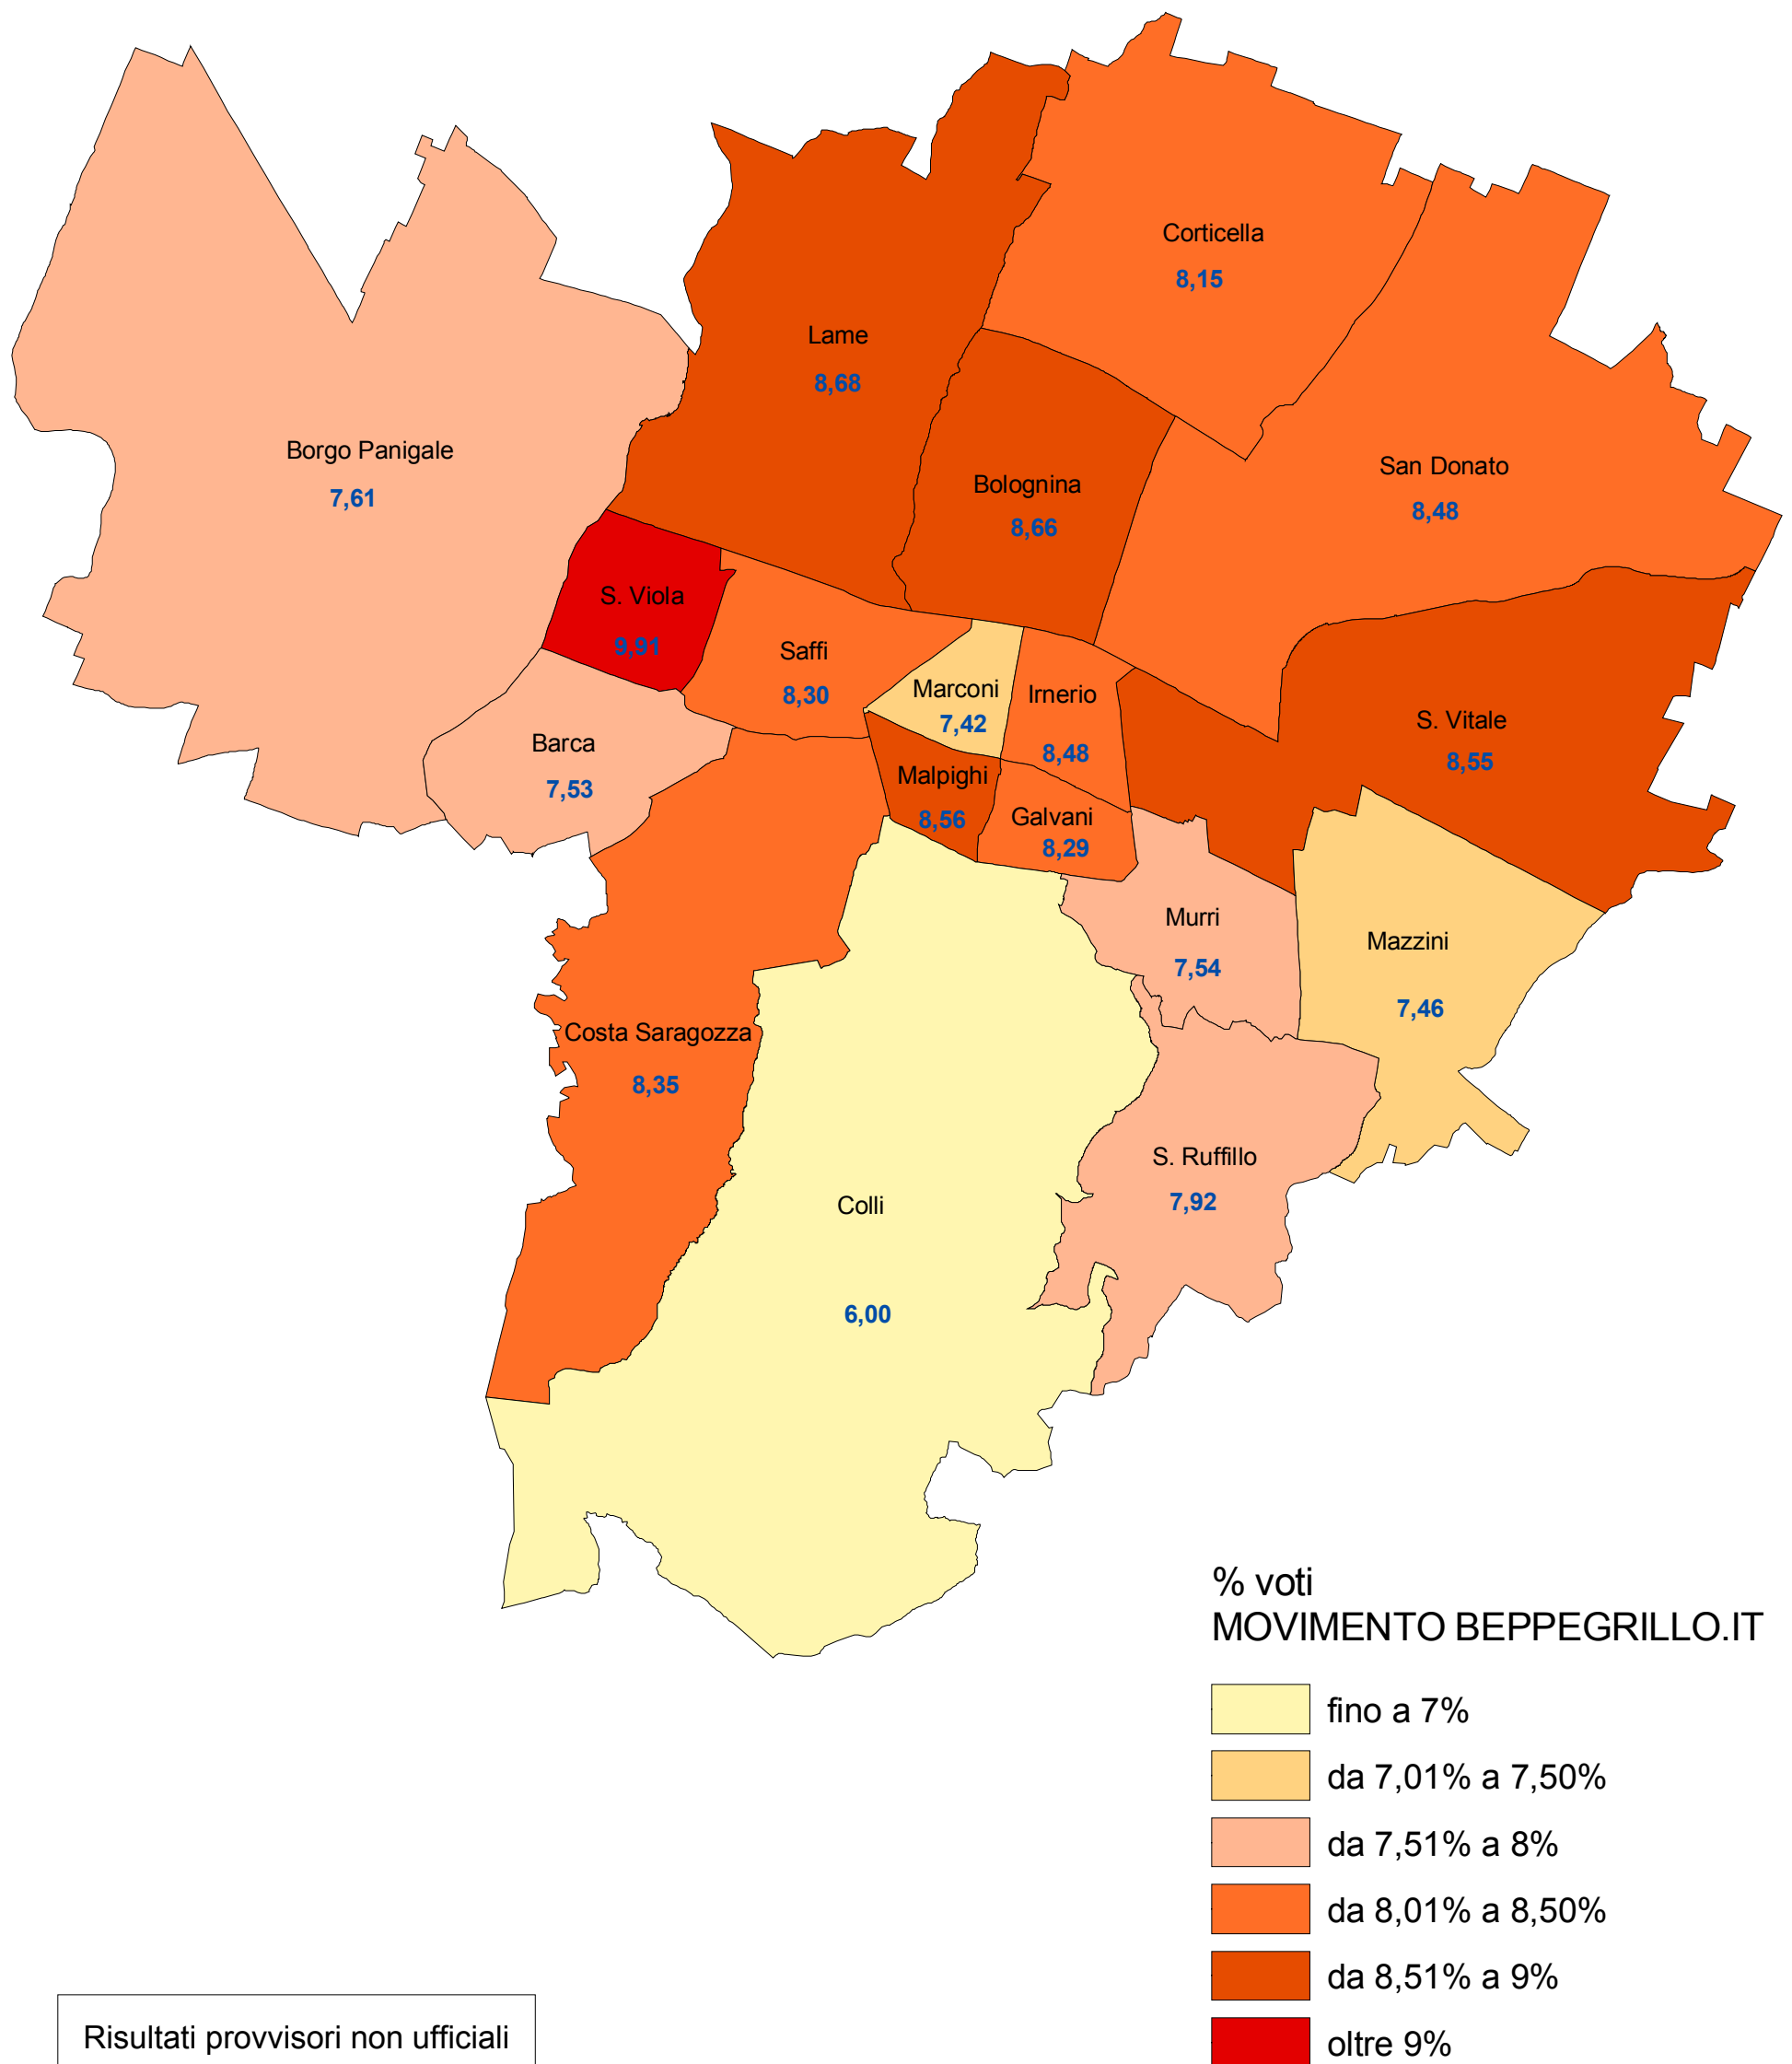 Corticella
8,15
Lame
8,68
Borgo Panigale
7,61
San Donato
8,48
Bolognina
8,66
S. Viola
9,91
Saffi
8,30
Marconi
7,42
Irnerio
8,48
S. Vitale
8,55
Barca
7,53
Malpighi
8,56
Galvani
8,29
Murri
7,54
Mazzini
7,46
Costa Saragozza
8,35
S. Ruffillo
7,92
Colli
6,00
% voti
MOVIMENTO BEPPEGRILLO.IT
fino a 7%
da 7,01% a 7,50%
da 7,51% a 8%
da 8,01% a 8,50%
da 8,51% a 9%
oltre 9%
Risultati provvisori non ufficiali